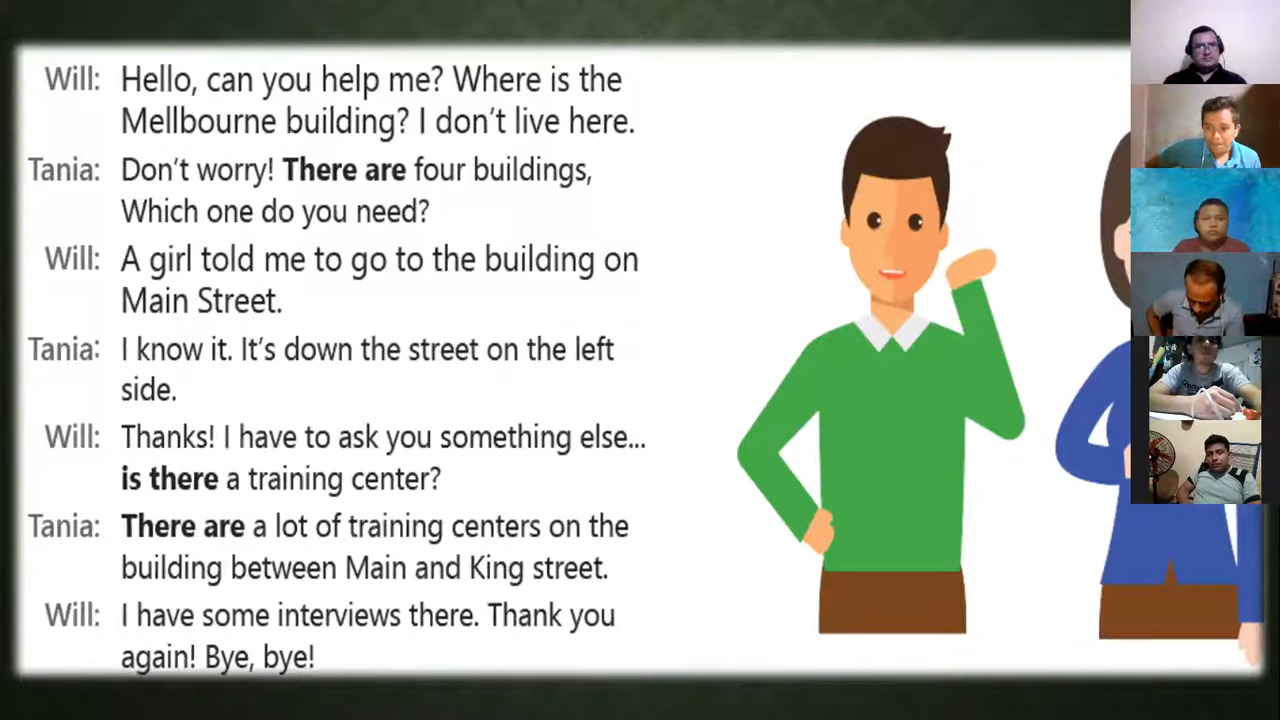 Will: Hello, can you help me? Where is the
Mellbourne building? I don't live here.
Tania: Don't worry! There are four buildings,
Which one do you need?
Will: A girl told me to go to the building on
Main Street.
Tania: I know it. It's down the street on the left
side.
Will: Thanks! I have to ask you something else...
is there a training center?
Tania: There are a lot of training centers on the
building between Main and King street.
Will: I have some interviews there. Thank you
again! Bye, bye!